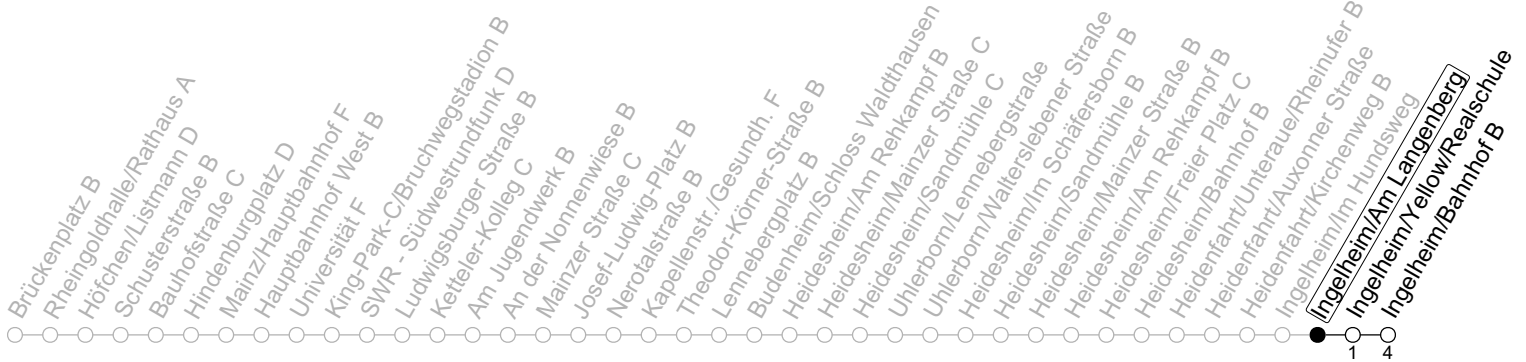 Brückenplatz B
Rheingoldhalle/Rathaus A
Höfchen/Listmann D
Schusterstraße B
Bauhofstraße C
Hindenburgplatz D
Mainz/Hauptbahnhof F
Hauptbahnhof West B
Universität F
King-Park-C/Bruchwegstadion B
SWR - Südwestrundfunk D
Ludwigsburger Straße B
Ketteler-Kolleg C
Am Jugendwerk B
An der Nonnenwiese B
Mainzer Straße C
Josef-Ludwig-Platz B
Nerotalstraße B
Kapellenstr./Gesundh. F
Theodor-Körner-Straße B
Lennebergplatz B
Budenheim/Schloss Waldthausen
Heidesheim/Am Rehkampf B
Heidesheim/Mainzer Straße C
Heidesheim/Sandmühle C
Uhlerborn/Lennebergstraße
Uhlerborn/Walterslebener Straße
Heidesheim/Im Schäfersborn B
Heidesheim/Sandmühle B
Heidesheim/Mainzer Straße B
Heidesheim/Am Rehkampf B
Heidesheim/Freier Platz C
Heidesheim/Bahnhof B
Heidenfahrt/Unteraue/Rheinufer B
Heidenfahrt/Auxonner Straße
Heidenfahrt/Kirchenweg B
Ingelheim/Im Hundsweg
Ingelheim/Am Langenberg
Ingelheim/Yellow/Realschule
Ingelheim/Bahnhof B
1 4